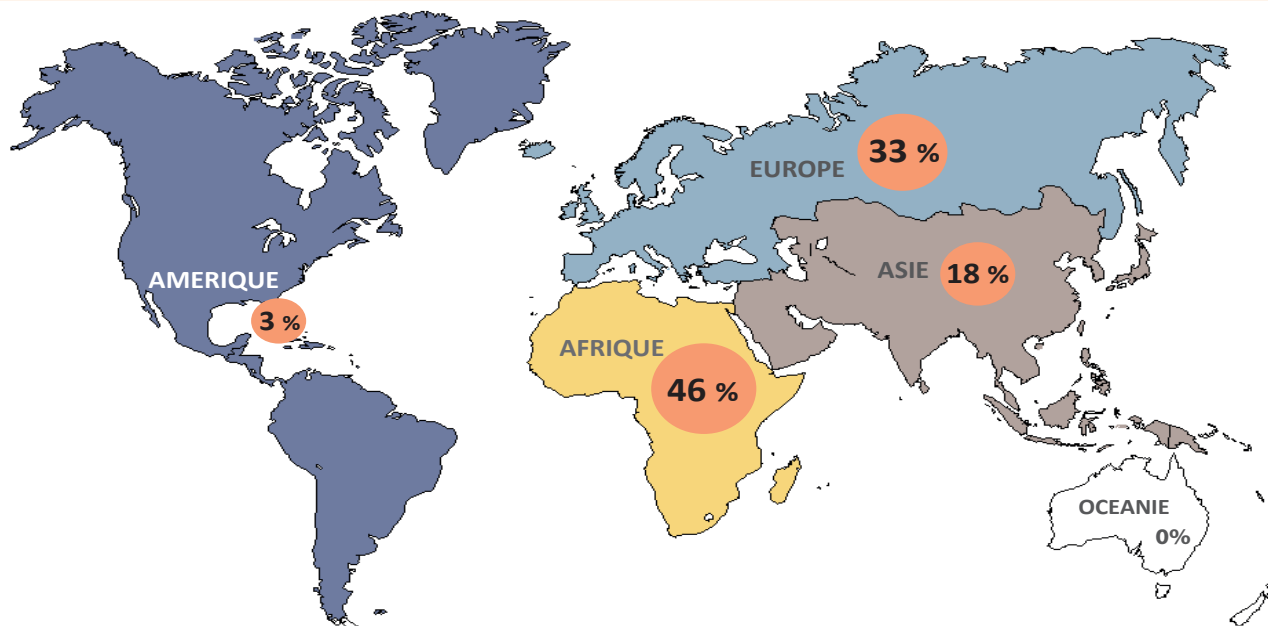 EUROPE
33 %
ASIE
18 %
AMERIQUE
3 %
AFRIQUE
46 %
OCEANIE
0%